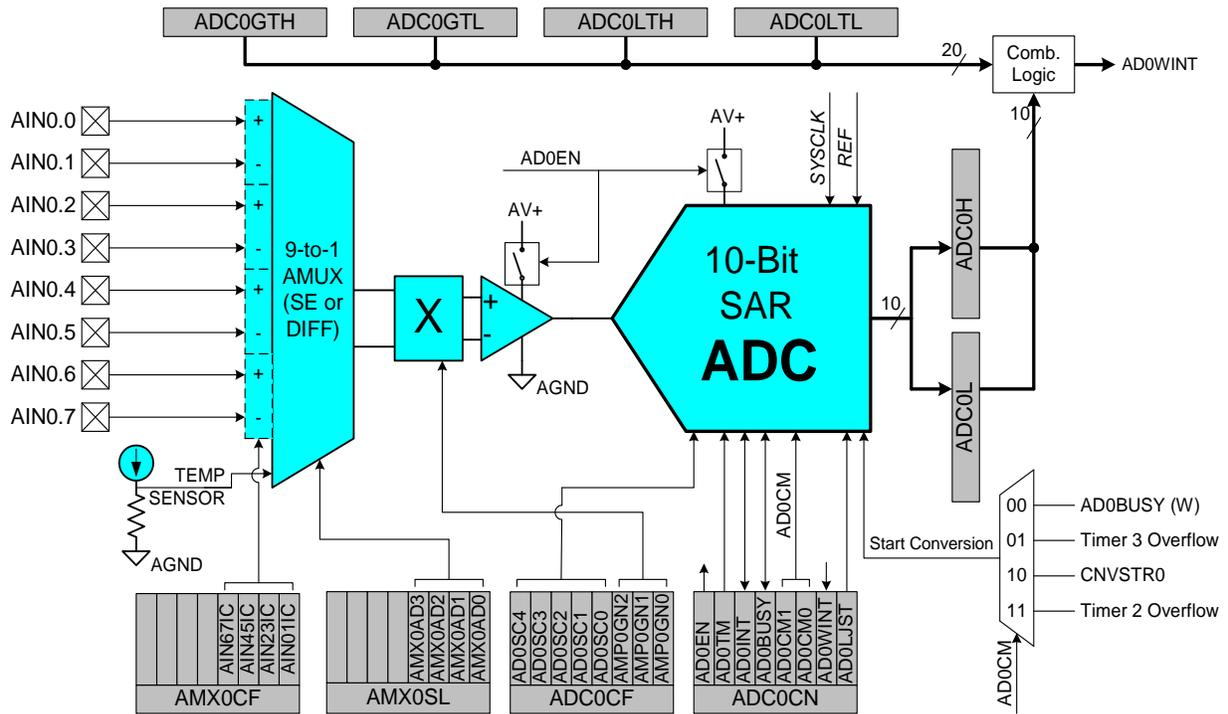 ADC0GTH
ADC0GTL
ADC0LTH
ADC0LTL
20
Comb.
Logic
AD0WINT
10
AIN0.0
AIN0.1
AIN0.2
AIN0.3
AIN0.4
AIN0.5
AIN0.6
AIN0.7
+
-
+
-
+
-
+
-
9-to-1
AMUX
(SE or
DIFF)
X
+
-
AV+
AGND
AD0EN
AV+
SYSCLK
REF
10-Bit
SAR
ADC
10
ADC0H
ADC0L
TEMP
SENSOR
AGND
AD0CM
Start Conversion
00
01
10
11
AD0BUSY (W)
Timer 3 Overflow
CNVSTR0
Timer 2 Overflow
AD0CM
AIN67IC
AIN45IC
AIN23IC
AIN01IC
AMX0CF
AMX0AD3
AMX0AD2
AMX0AD1
AMX0AD0
AMX0SL
AD0SC4
AD0SC3
AD0SC2
AD0SC1
AD0SC0
AMP0GN2
AMP0GN1
AMP0GN0
ADC0CF
AD0EN
AD0TM
AD0INT
AD0BUSY
AD0CM1
AD0CM0
AD0WINT
AD0LJST
ADC0CN